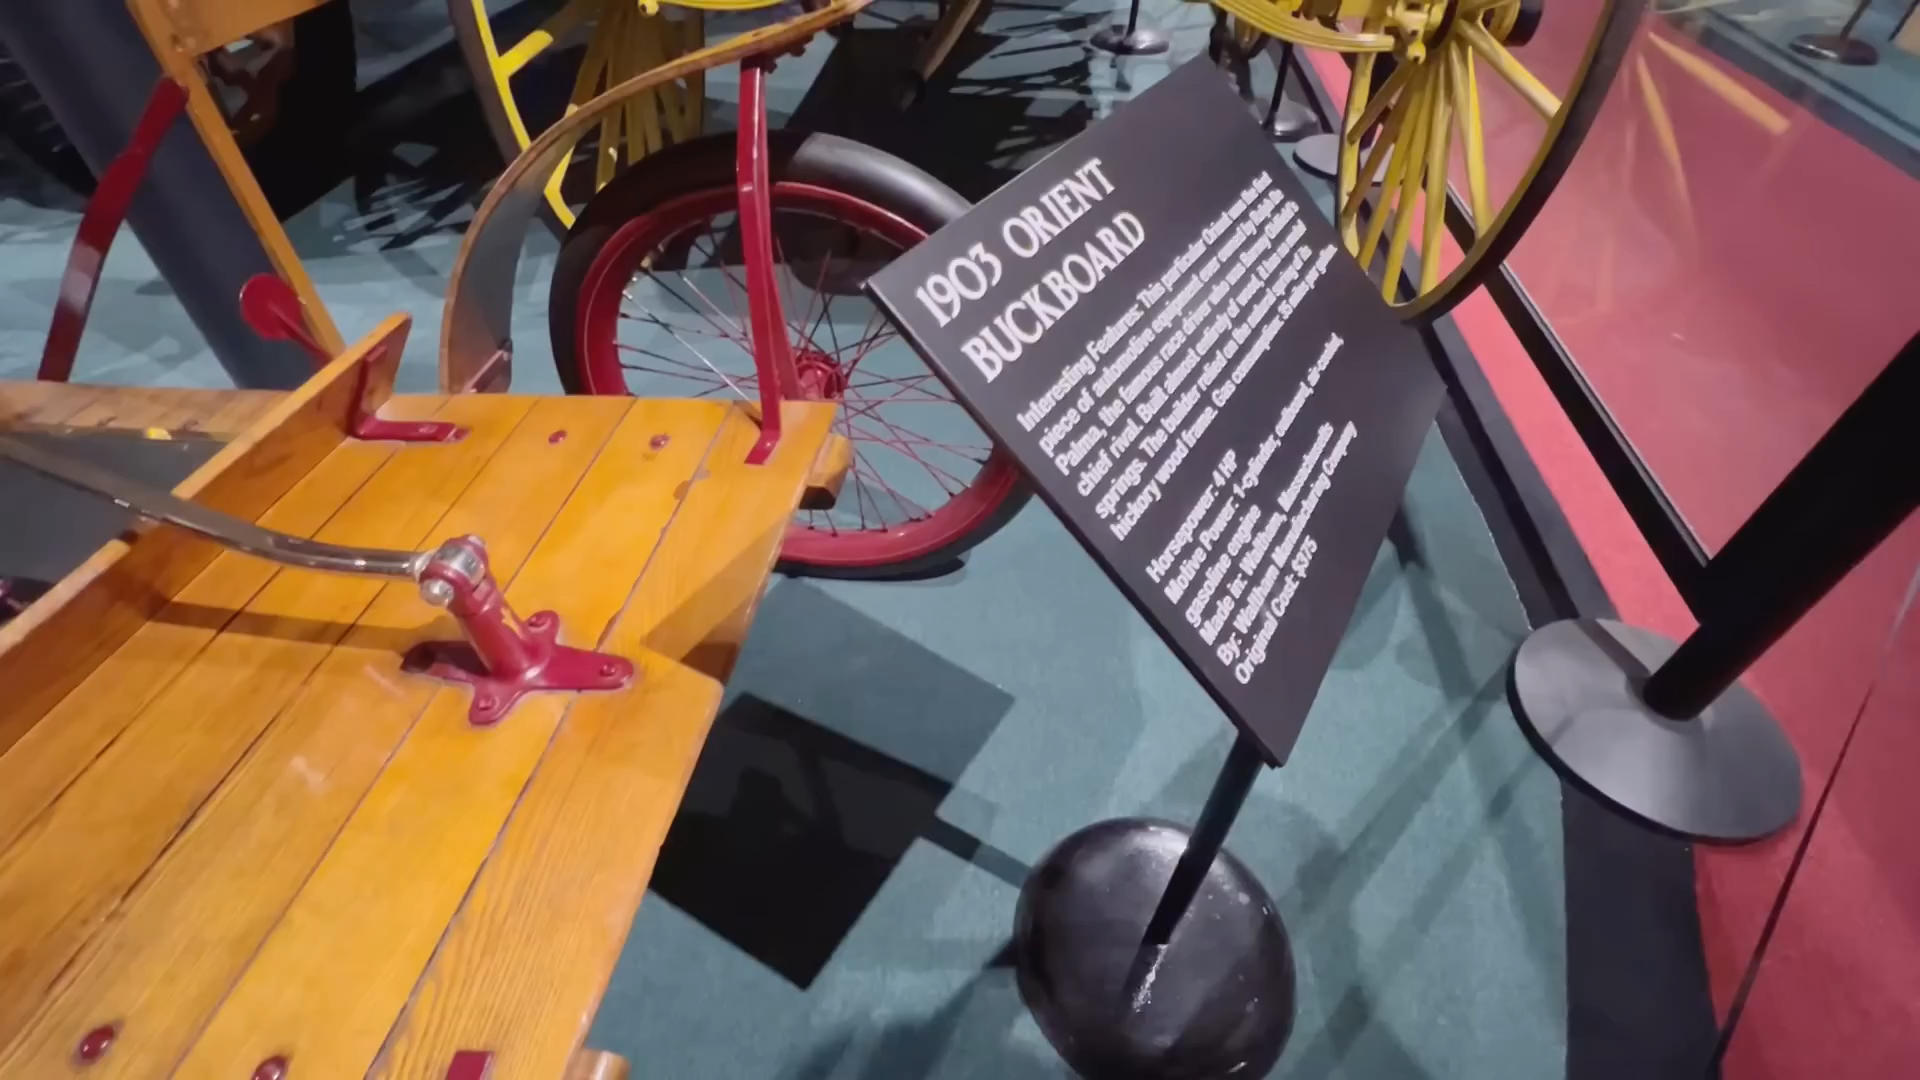 1903 ORIENT
BUCKBOARD
Interesting Features: This particular Orient was the first
piece of automotive equipment ever owned by Ralph De
Palma, the famous race driver who was Barney Oldfield's
chief rival. Built almost entirely of wood, it has no axle
springs. The builder relied on the natural spring of its
hickory wood frame. Gas consumption: 35 miles per gallon.
Horsepower: 4 HP
Motive Power: 1-cylinder, air-cooled
gasoline engine
Made in: Waltham, Massachusetts
By: Waltham Manufacturing Company
Original Cost: $375